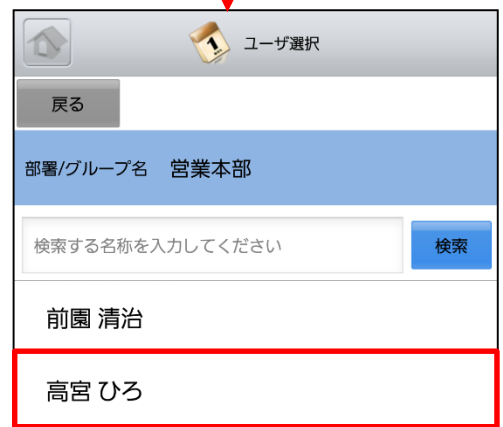 1
ユーザ選択
戻る
部署/グループ名 営業本部
検索する名称を入力してください 検索
前園 清治
高宮 ひろ